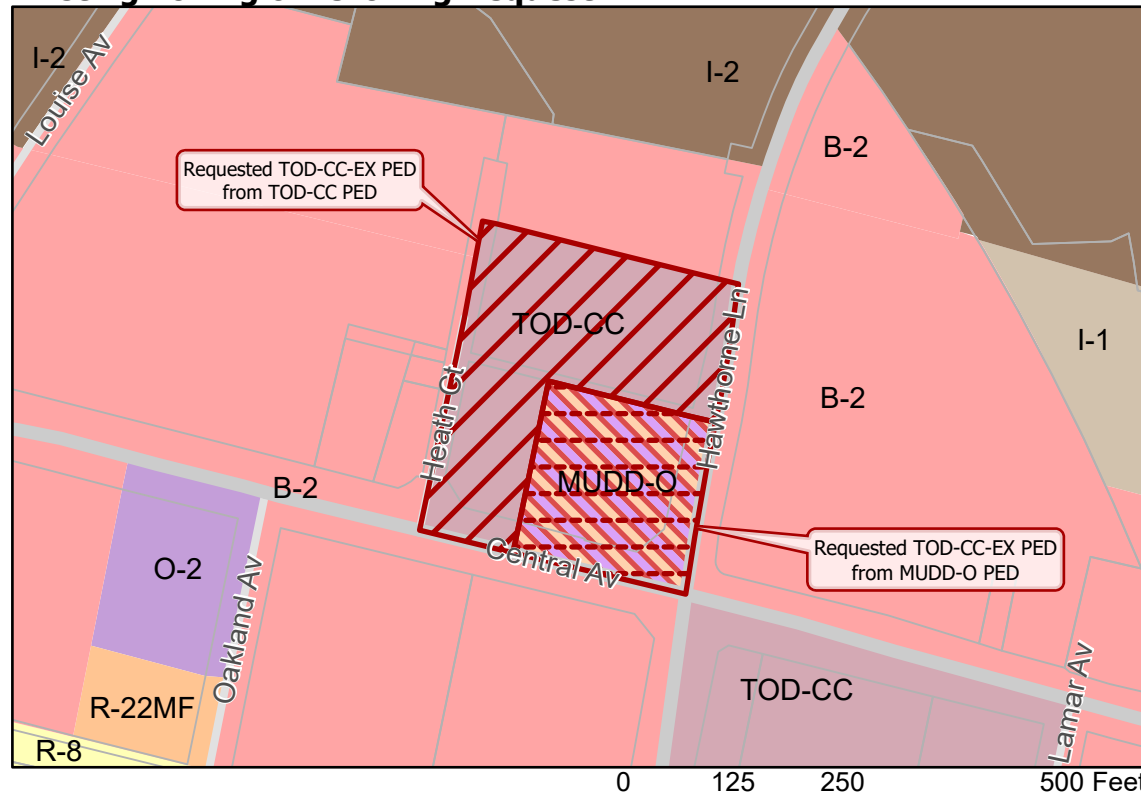 I-2
Louise Av
I-2
B-2
Requested TOD-CC-EX PED
from TOD-CC PED
TOD-CC
Hawthorne Ln
I-1
Heath Ct
B-2
MUDD-O
B-2
Central Av
Requested TOD-CC-EX PED
from MUDD-O PED
O-2
Oakland Av
TOD-CC
Lamar Av
R-22MF
R-8
0 125 250 500 Feet